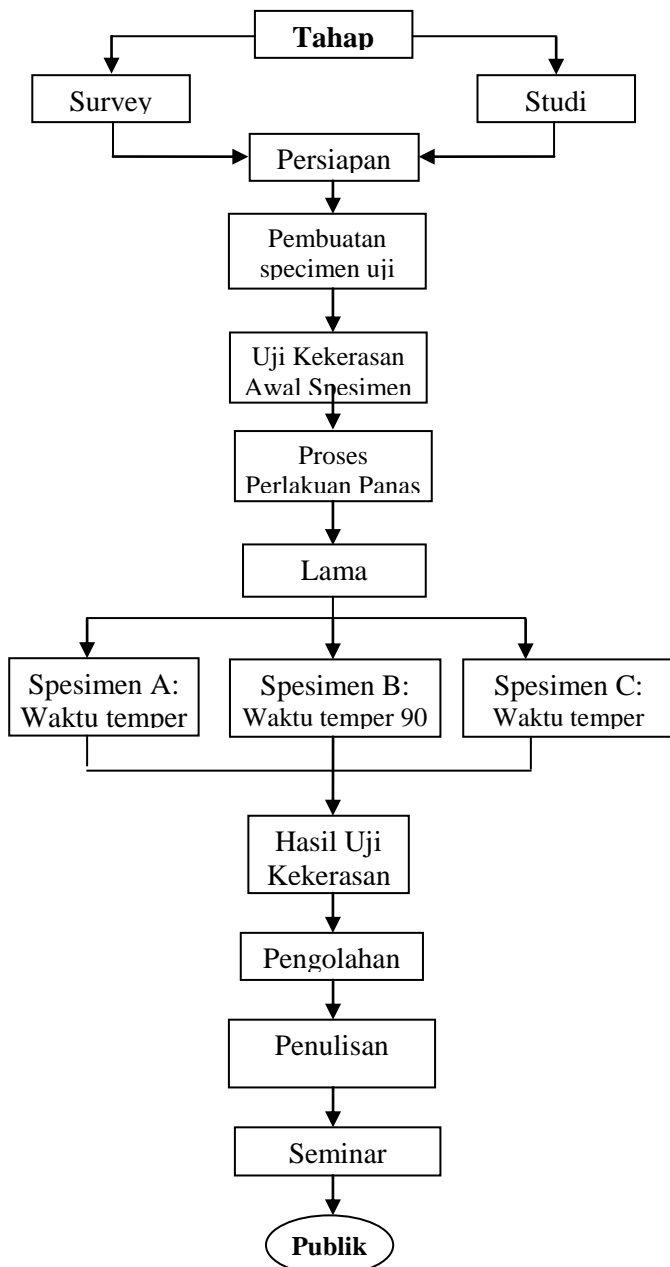 Tahap
Survey
Studi
Persiapan
Pembuatan
specimen uji
Uji Kekerasan
Awal Spesimen
Proses
Perlakuan Panas
Lama
Spesimen A:
Waktu temper
Spesimen B:
Waktu temper 90
Spesimen C:
Waktu temper
Hasil Uji
Kekerasan
Pengolahan
Penulisan
Seminar
Publik